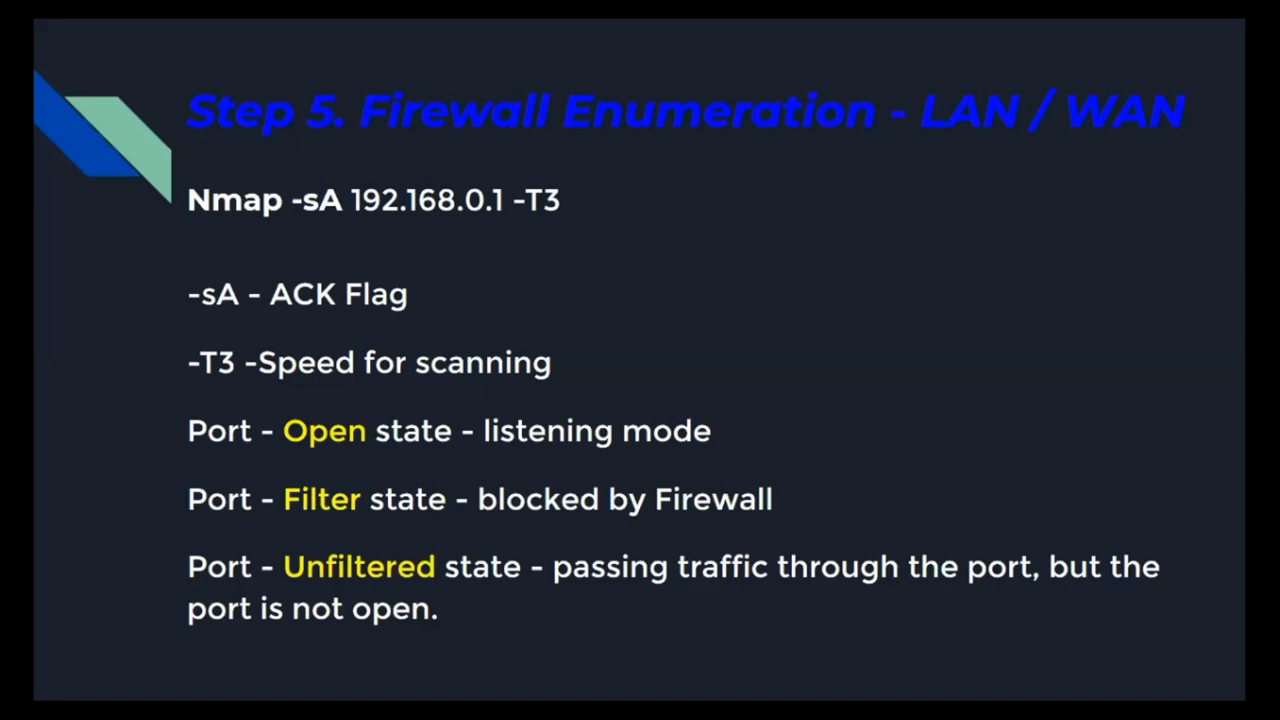 Step 5. Firewall Enumeration - LAN / WAN
Nmap -sA 192.168.0.1 -T3
-sA - ACK Flag
-T3 -Speed for scanning
Port - Open state - listening mode
Port - Filter state - blocked by Firewall
Port - Unfiltered state - passing traffic through the port, but the
port is not open.